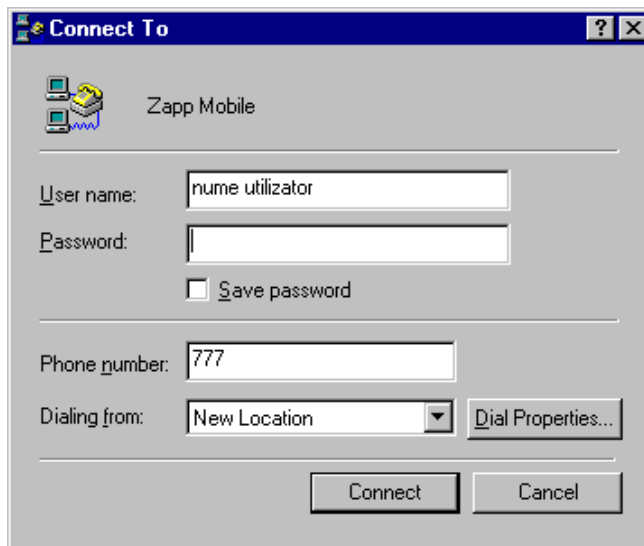 Connect To
Zapp Mobile
User name: nume utilizator
Password:
Save password
Phone number: 777
Dialing from: New Location Dial Properties...
Connect Cancel